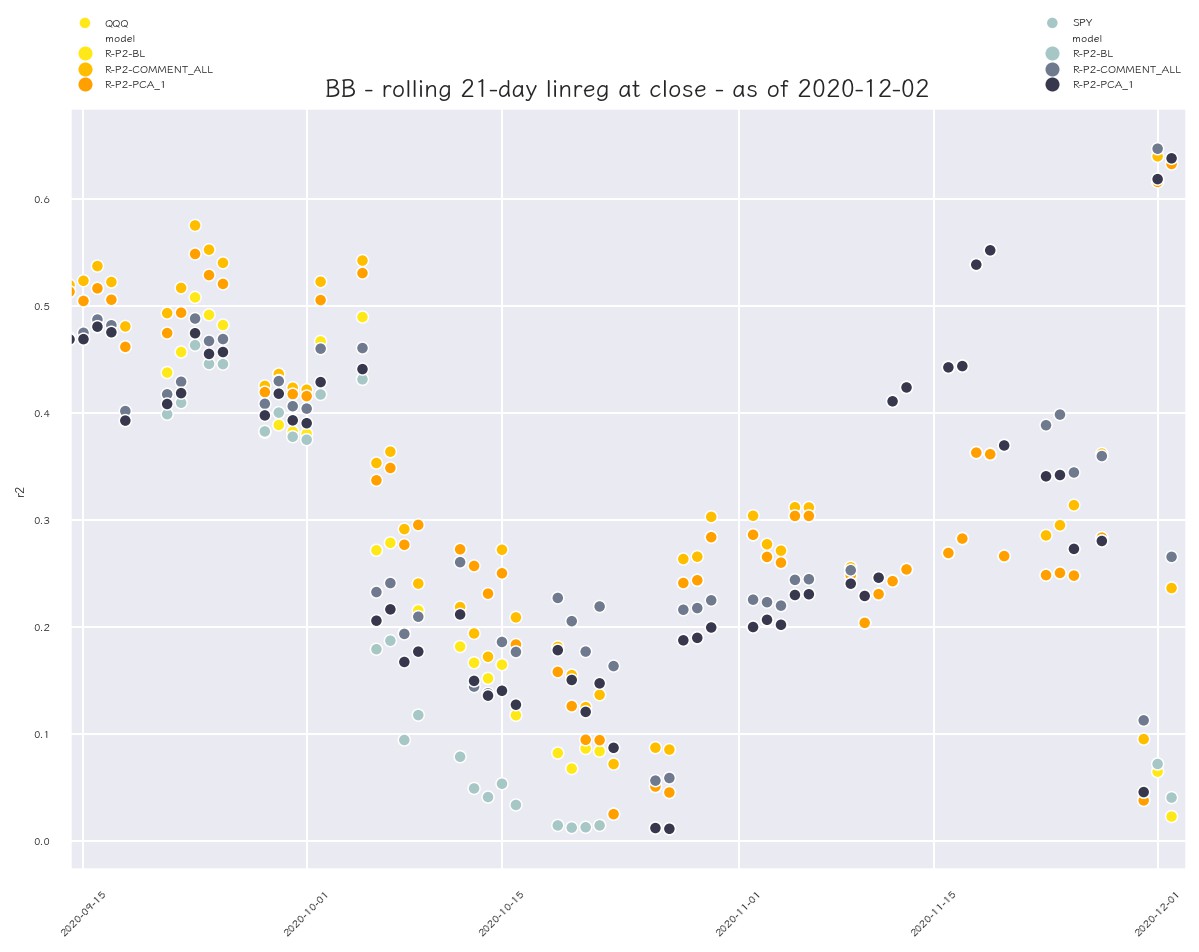 QQQ
model
R-P2-BL
R-P2-COMMENT_ALL
R-P2-PCA_1
SPY
model
R-P2-BL
R-P2-COMMENT_ALL
R-P2-PCA_1
BB - rolling 21-day linreg at close - as of 2020-12-02
r2
0.6
0.5
0.4
0.3
0.2
0.1
0.0
2020-09-15
2020-10-01
2020-10-15
2020-11-01
2020-11-15
2020-12-01